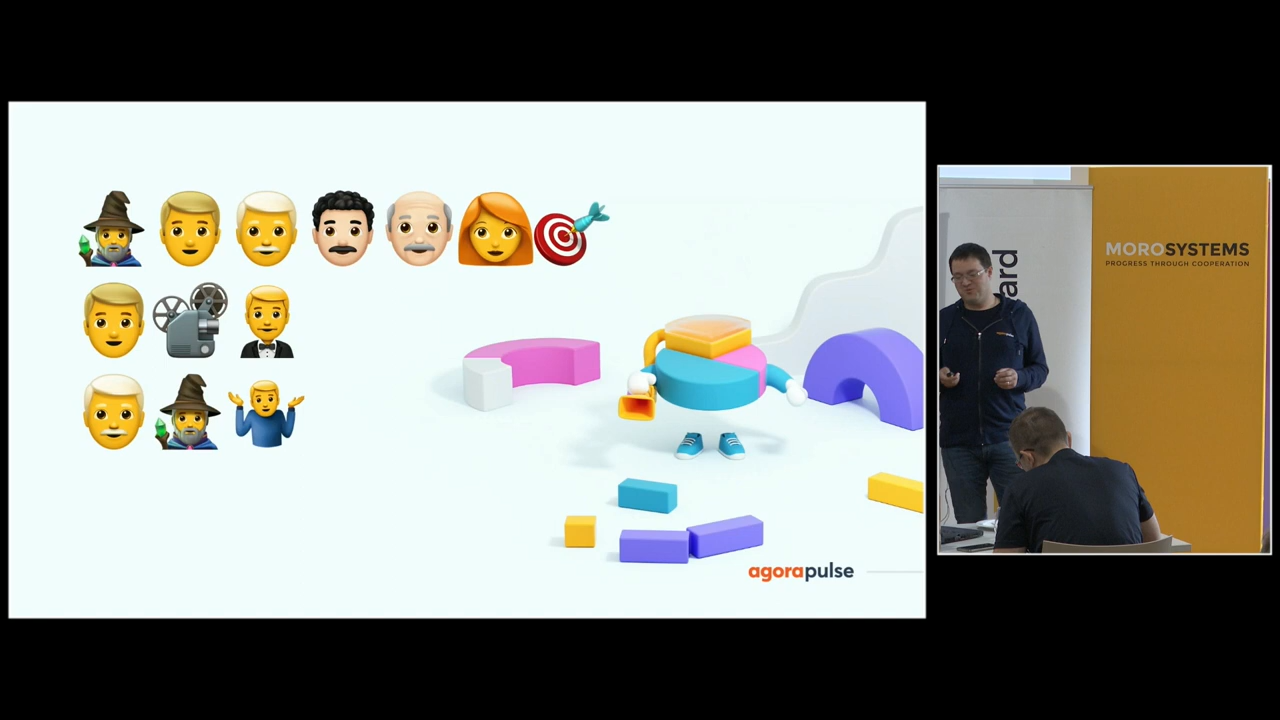 agorapulse
ard
MOROSYSTEMS
PROGRESS THROUGH COOPERATION